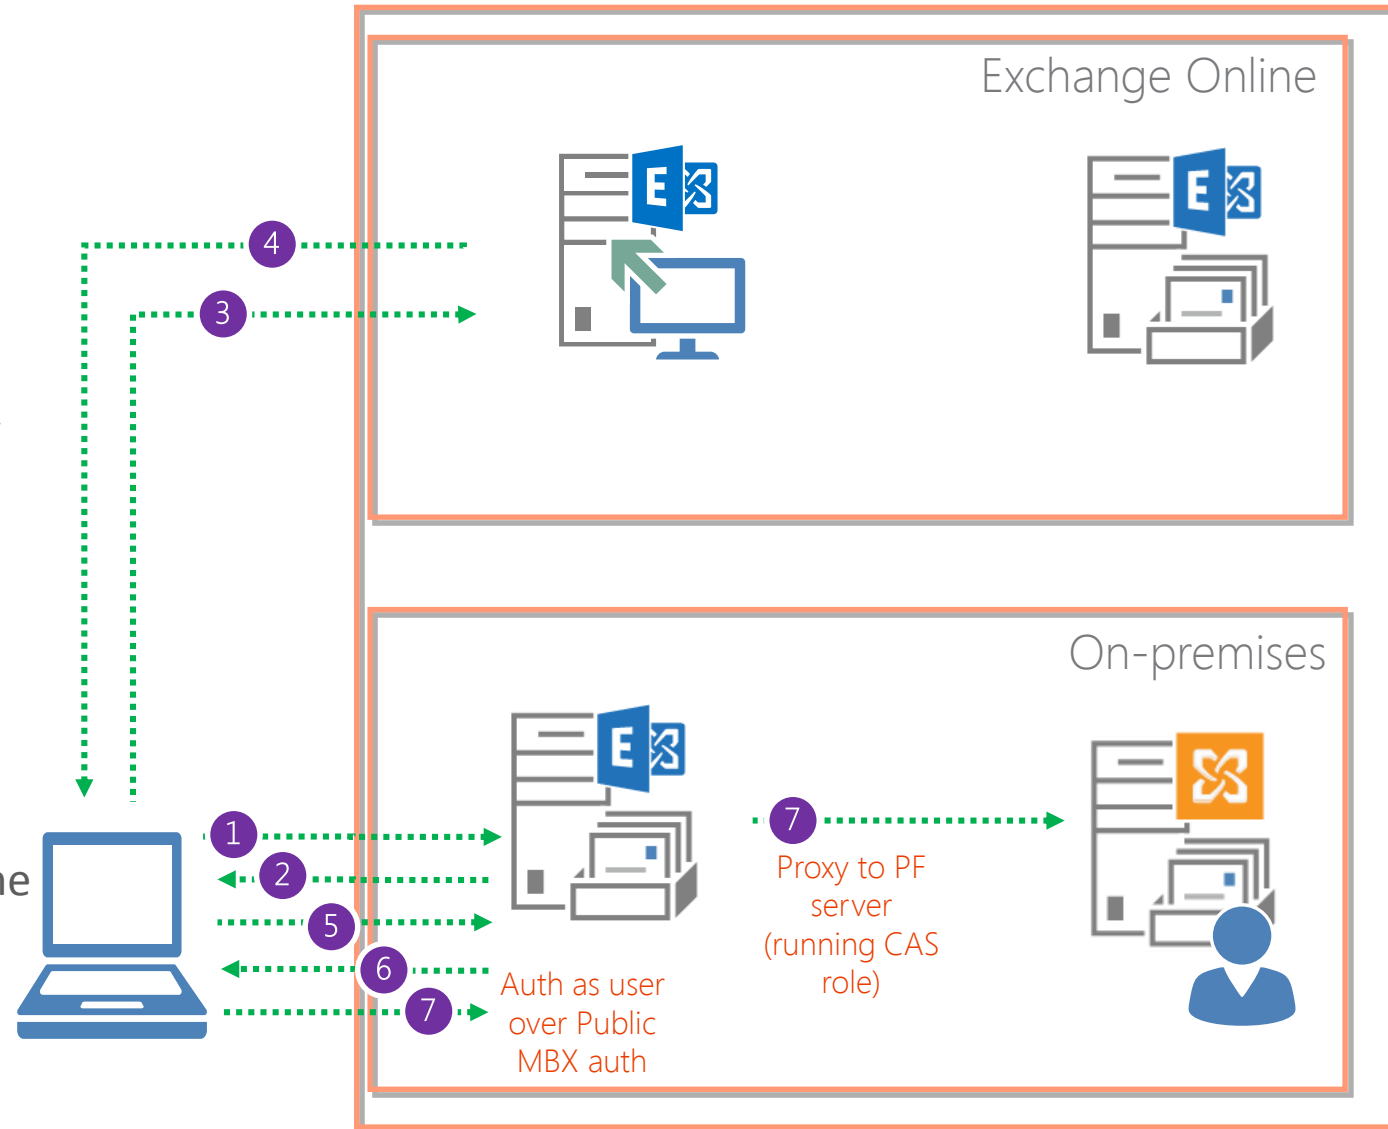 Exchange Online
E
E
4
3
On-premises
E
1
7
2
Proxy to PF
server
(running CAS
role)
ne
5
6
Auth as user
over Public
MBX auth
7